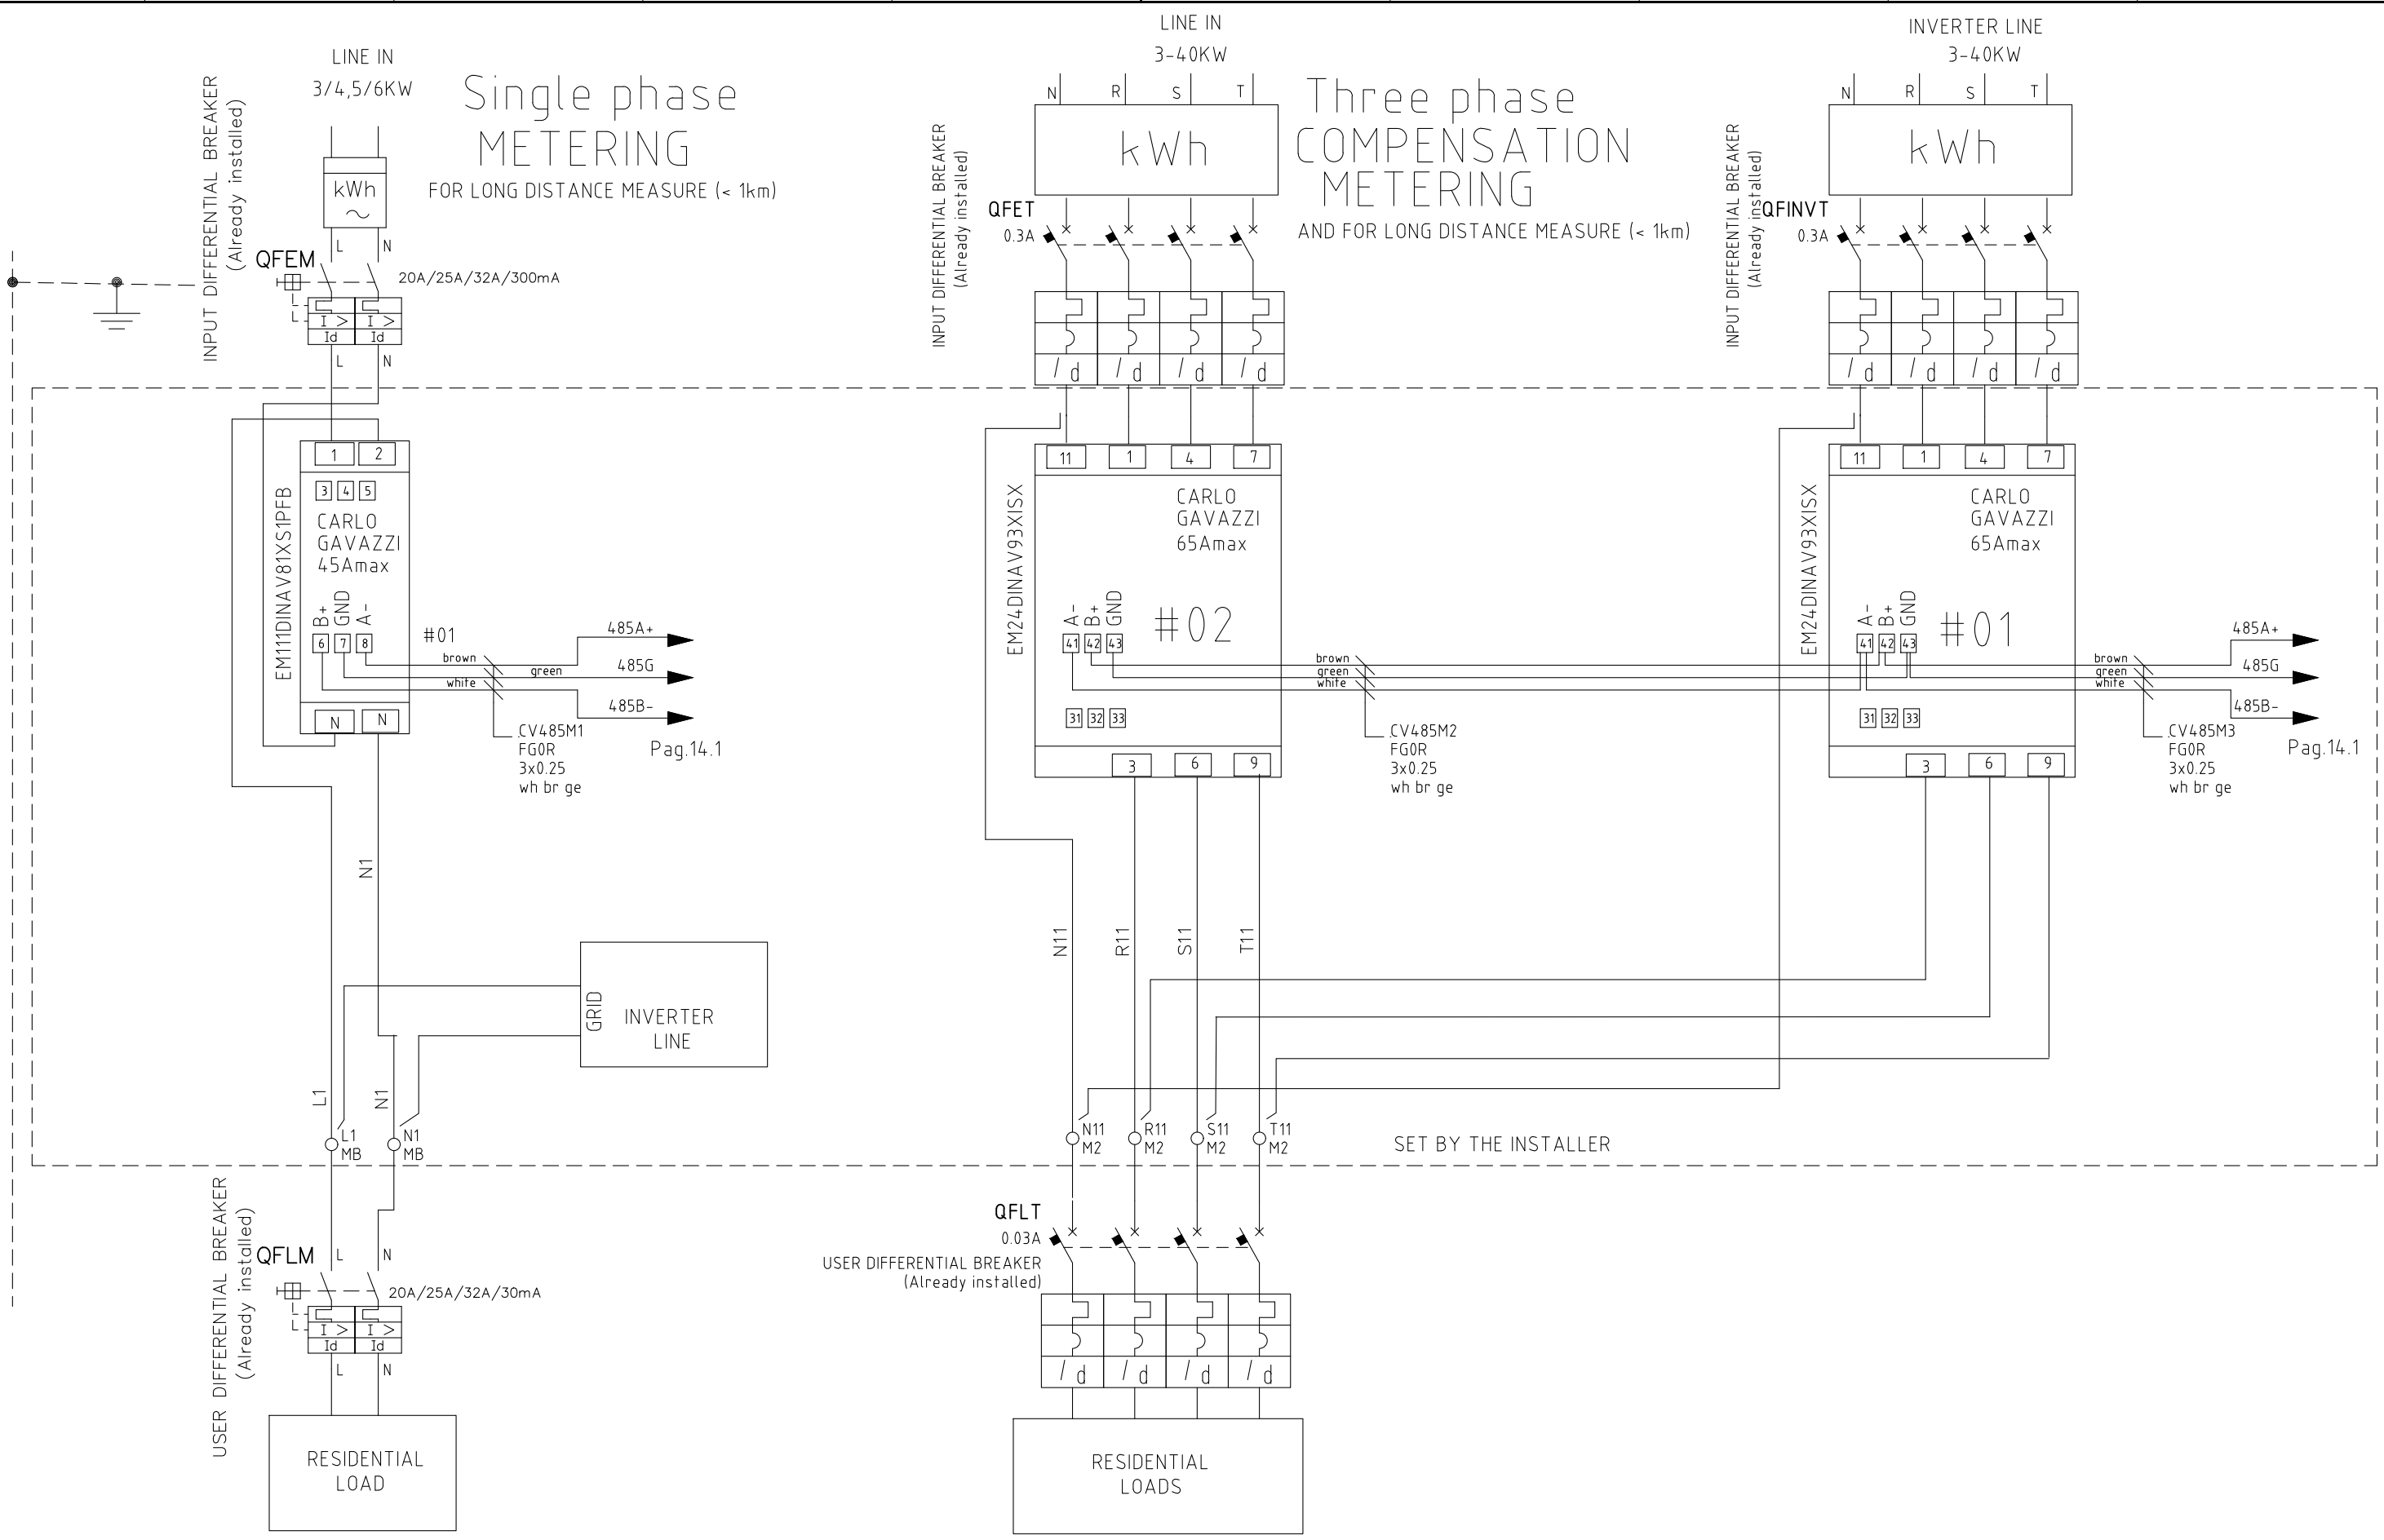 LINE IN
3/4,5/6KW
Single phase
METERING
FOR LONG DISTANCE MEASURE (< 1km)
INPUT DIFFERENTIAL BREAKER
(Already installed)
kWh
L
N
QFEM
20A/25A/32A/300mA
I >
I >
Id
Id
L
N
1
2
3
4
5
EM111DINAV81XS1PFB
CARLO
GAVAZZI
45Amax
B+
GND
A-
6
7
8
#01
brown
green
white
485A+
485G
485B-
Pag.14.1
CV485M1
FG0R
3x0.25
wh br ge
N
N
N1
GRID
INVERTER
LINE
L1
N1
L1
MB
N1
MB
USER DIFFERENTIAL BREAKER
(Already installed)
QFLM
L
N
20A/25A/32A/30mA
I >
I >
Id
Id
L
N
RESIDENTIAL
LOAD
LINE IN
3-40KW
N
R
S
T
kWh
Three phase
COMPENSATION
METERING
AND FOR LONG DISTANCE MEASURE (< 1km)
INPUT DIFFERENTIAL BREAKER
(Already installed)
QFET
0.3A
/ d
/ d
/ d
/ d
11
1
4
7
EM24DINAV93XISX
CARLO
GAVAZZI
65Amax
A-
B+
GND
41
42
43
#02
brown
green
white
31
32
33
CV485M2
FG0R
3x0.25
wh br ge
3
6
9
N11
R11
S11
T11
N11
M2
R11
M2
S11
M2
T11
M2
SET BY THE INSTALLER
QFLT
0.03A
USER DIFFERENTIAL BREAKER
(Already installed)
/ d
/ d
/ d
/ d
RESIDENTIAL
LOADS
INVERTER LINE
3-40KW
N
R
S
T
kWh
INPUT DIFFERENTIAL BREAKER
(Already installed)
QFINVT
0.3A
/ d
/ d
/ d
/ d
11
1
4
7
EM24DINAV93XISX
CARLO
GAVAZZI
65Amax
A-
B+
GND
41
42
43
#01
brown
green
white
485A+
485G
485B-
Pag.14.1
31
32
33
CV485M3
FG0R
3x0.25
wh br ge
3
6
9